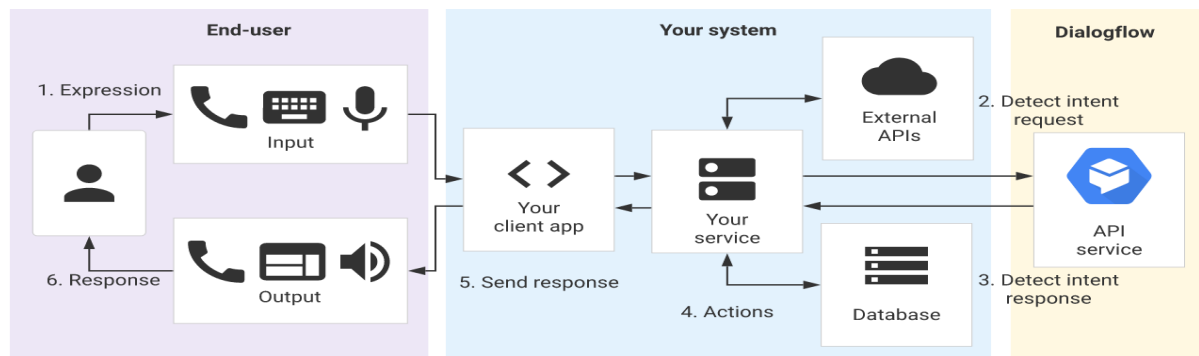 End-user
Your system
Dialogflow
1. Expression
Input
6. Response
Output
Your
client app
5. Send response
Your
service
4. Actions
External
APIs
Database
2. Detect intent
request
API
service
3. Detect intent
response